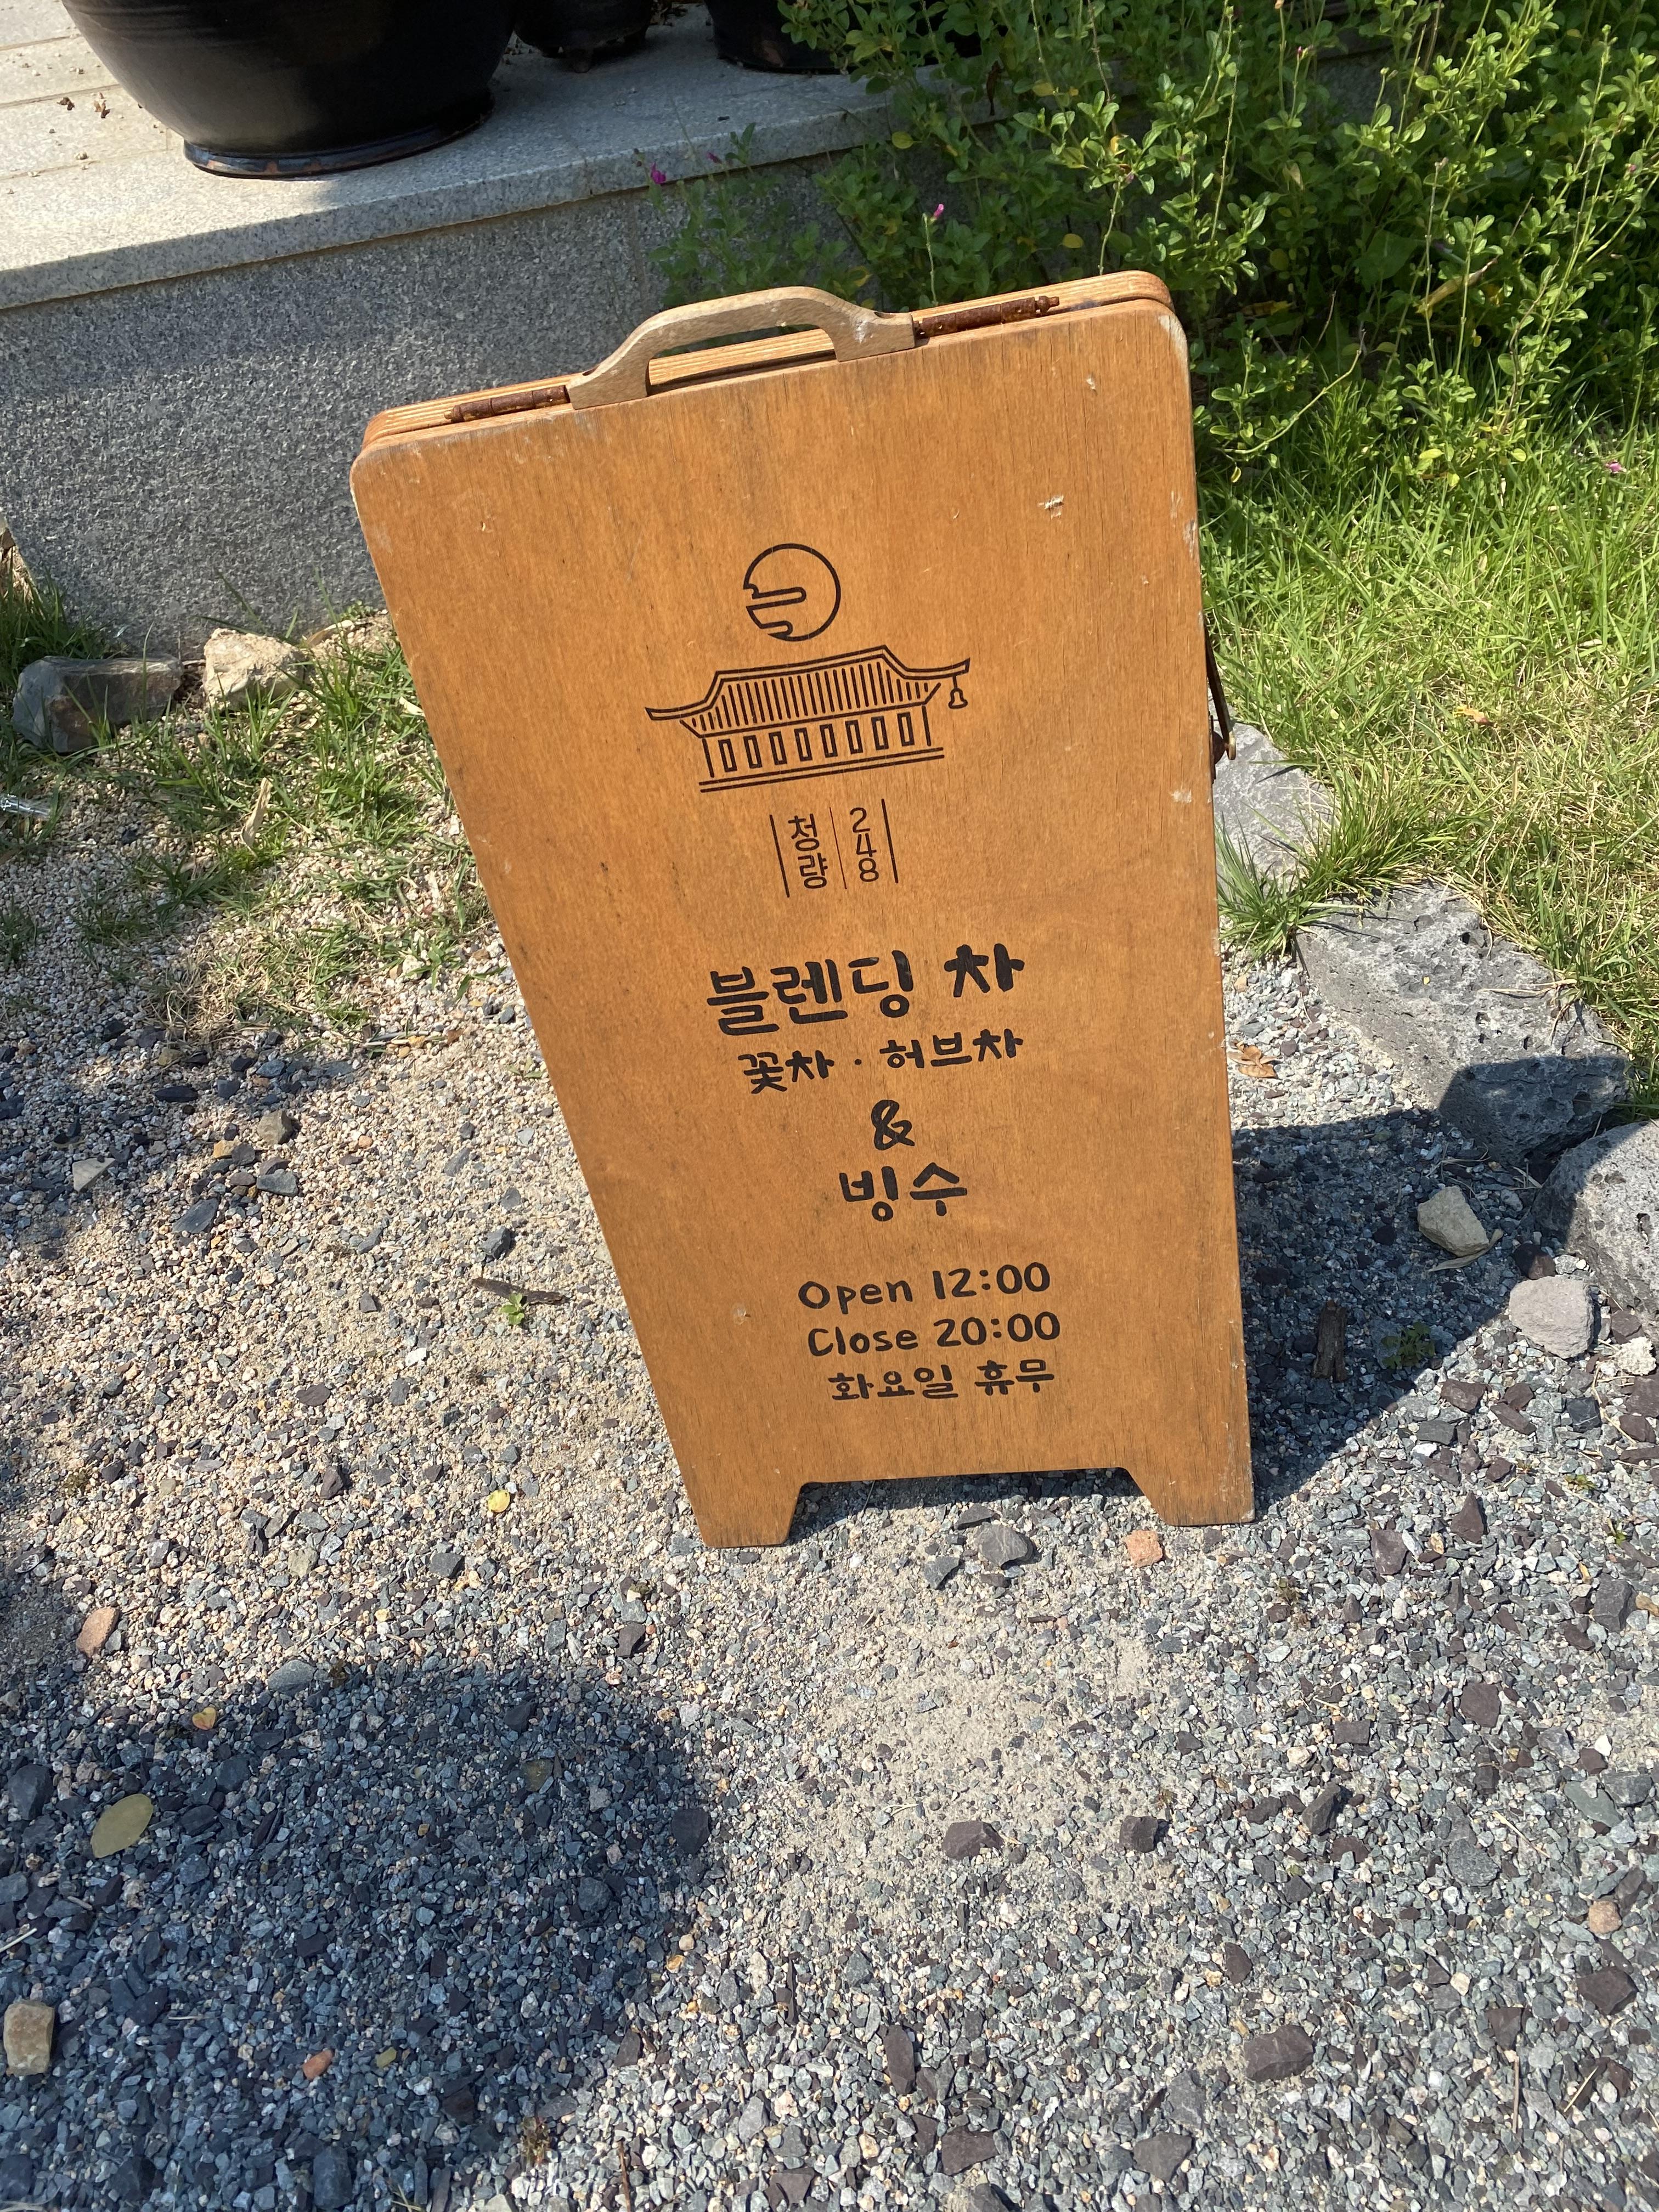 청량
248
블렌딩 차
꽃차 · 허브차
&
빙수
Open 12:00
Close 20:00
화요일 휴무